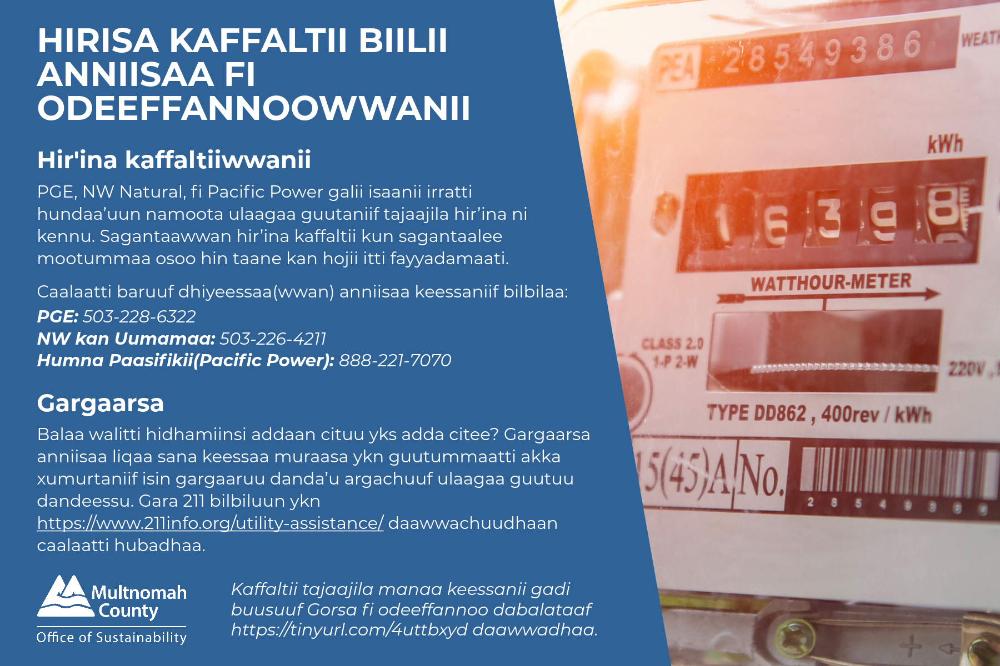 HIRISA KAFFALTII BIILII
ANNIISAA FI
ODEEFFANNOOWWANII
Hir'ina kaffaltiiwwanii
PGE, NW Natural, fi Pacific Power galii isaanii irratti
hundaa’uun namoota ulaagaa guutaniif tajaajila hir’ina ni
kennu. Sagantaawwan hir’ina kaffaltii kun sagantaalee
mootummaa osoo hin taane kan hojii itti fayyadamaati.
Caalaatti baruuf dhiyeessaa(wwan) anniisaa keessaniif bilbilaa:
PGE: 503-228-6322
NW kan Uumamaa: 503-226-4211
Humna Paasifikii(Pacific Power): 888-221-7070
Gargaarsa
Balaa walitti hidhamiinsi addaan cituu yks adda citee? Gargaarsa
anniisaa liqaa sana keessaa muraasa ykn guutummaatti akka
xumurtaniif isin gargaaruu danda’u argachuuf ulaagaa guutuu
dandeessu. Gara 211 bilbiluun ykn
https://www.211info.org/utility-assistance/ daawwachuudhaan
caalaatti hubadhaa.
Multnomah
County
Office of Sustainability
Kaffaltii tajaajila manaa keessanii gadi
buusuuf Gorsa fi odeeffannoo dabalataaf
https://tinyurl.com/4uttbxyd daawwadhaa.
PEA 28549386
kWh
1 6 3 9 8
WATTHOUR-METER
CLASS 2.0
1-P 2-W
220V
TYPE DD862 , 400rev / kWh
15(45)A No.
2 8 5 4 9 3 8